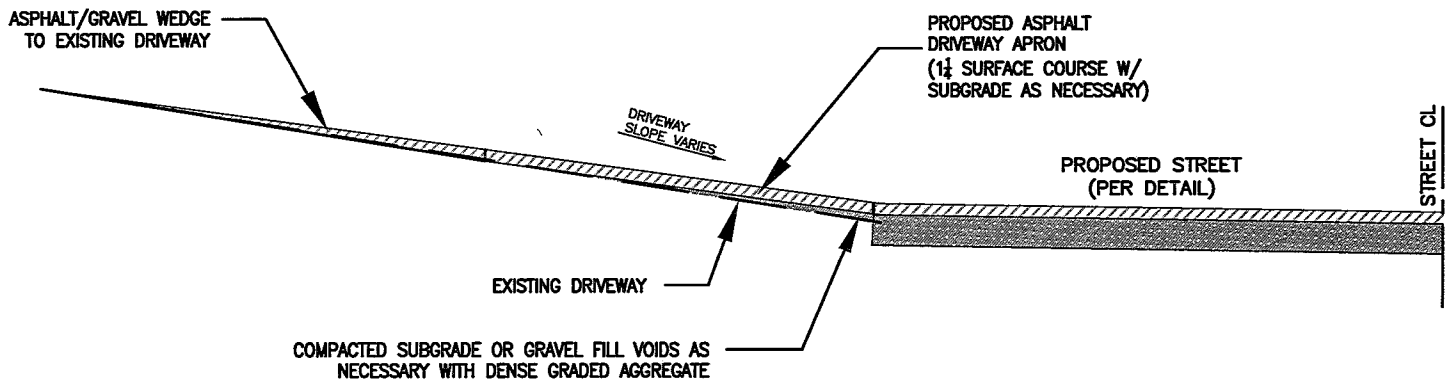 ASPHALT/GRAVEL WEDGE
TO EXISTING DRIVEWAY
PROPOSED ASPHALT
DRIVEWAY APRON
(1¼ SURFACE COURSE W/
SUBGRADE AS NECESSARY)
DRIVEWAY
SLOPE VARIES
PROPOSED STREET
(PER DETAIL)
STREET CL
EXISTING DRIVEWAY
COMPACTED SUBGRADE OR GRAVEL FILL VOIDS AS
NECESSARY WITH DENSE GRADED AGGREGATE